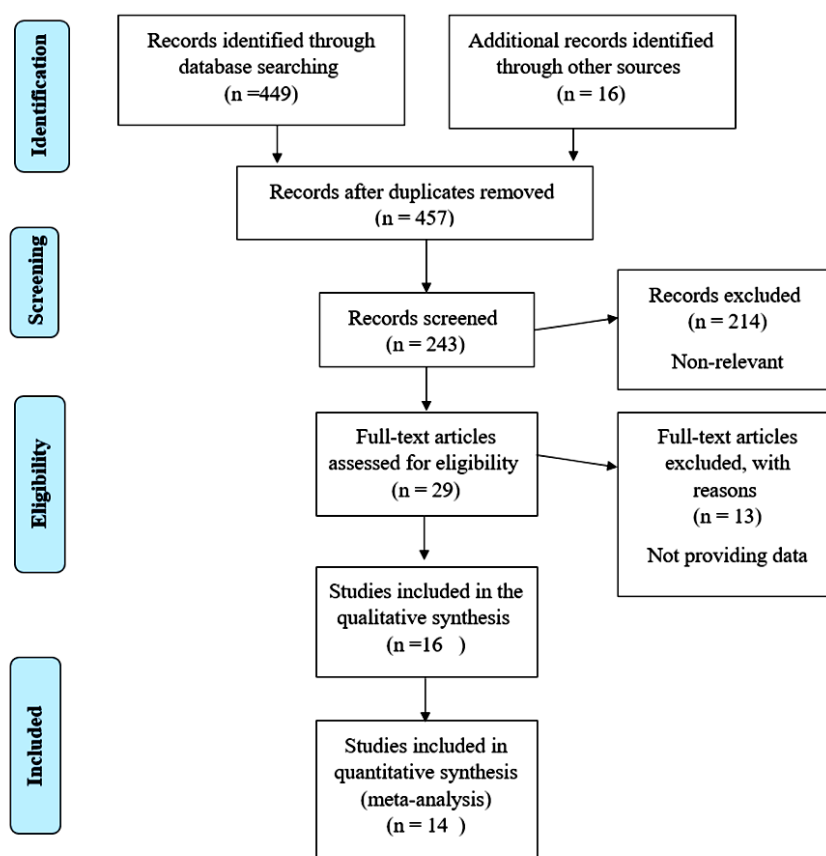 Identification
Records identified through
database searching
(n =449)
Additional records identified
through other sources
(n = 16)
Records after duplicates removed
(n = 457)
Screening
Records screened
(n = 243)
Records excluded
(n = 214)
Non-relevant
Eligibility
Full-text articles
assessed for eligibility
(n = 29)
Full-text articles
excluded, with
reasons
(n = 13)
Not providing data
Studies included in the
qualitative synthesis
(n =16 )
Included
Studies included in
quantitative synthesis
(meta-analysis)
(n = 14 )